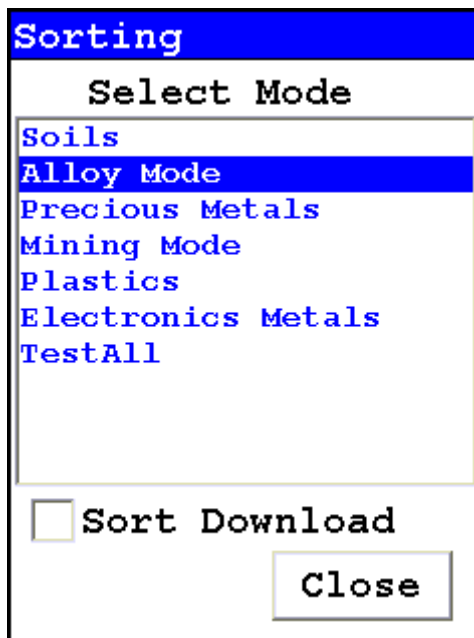 Sorting
Select Mode
Soils
Alloy Mode
Precious Metals
Mining Mode
Plastics
Electronics Metals
TestAll
Sort Download
Close